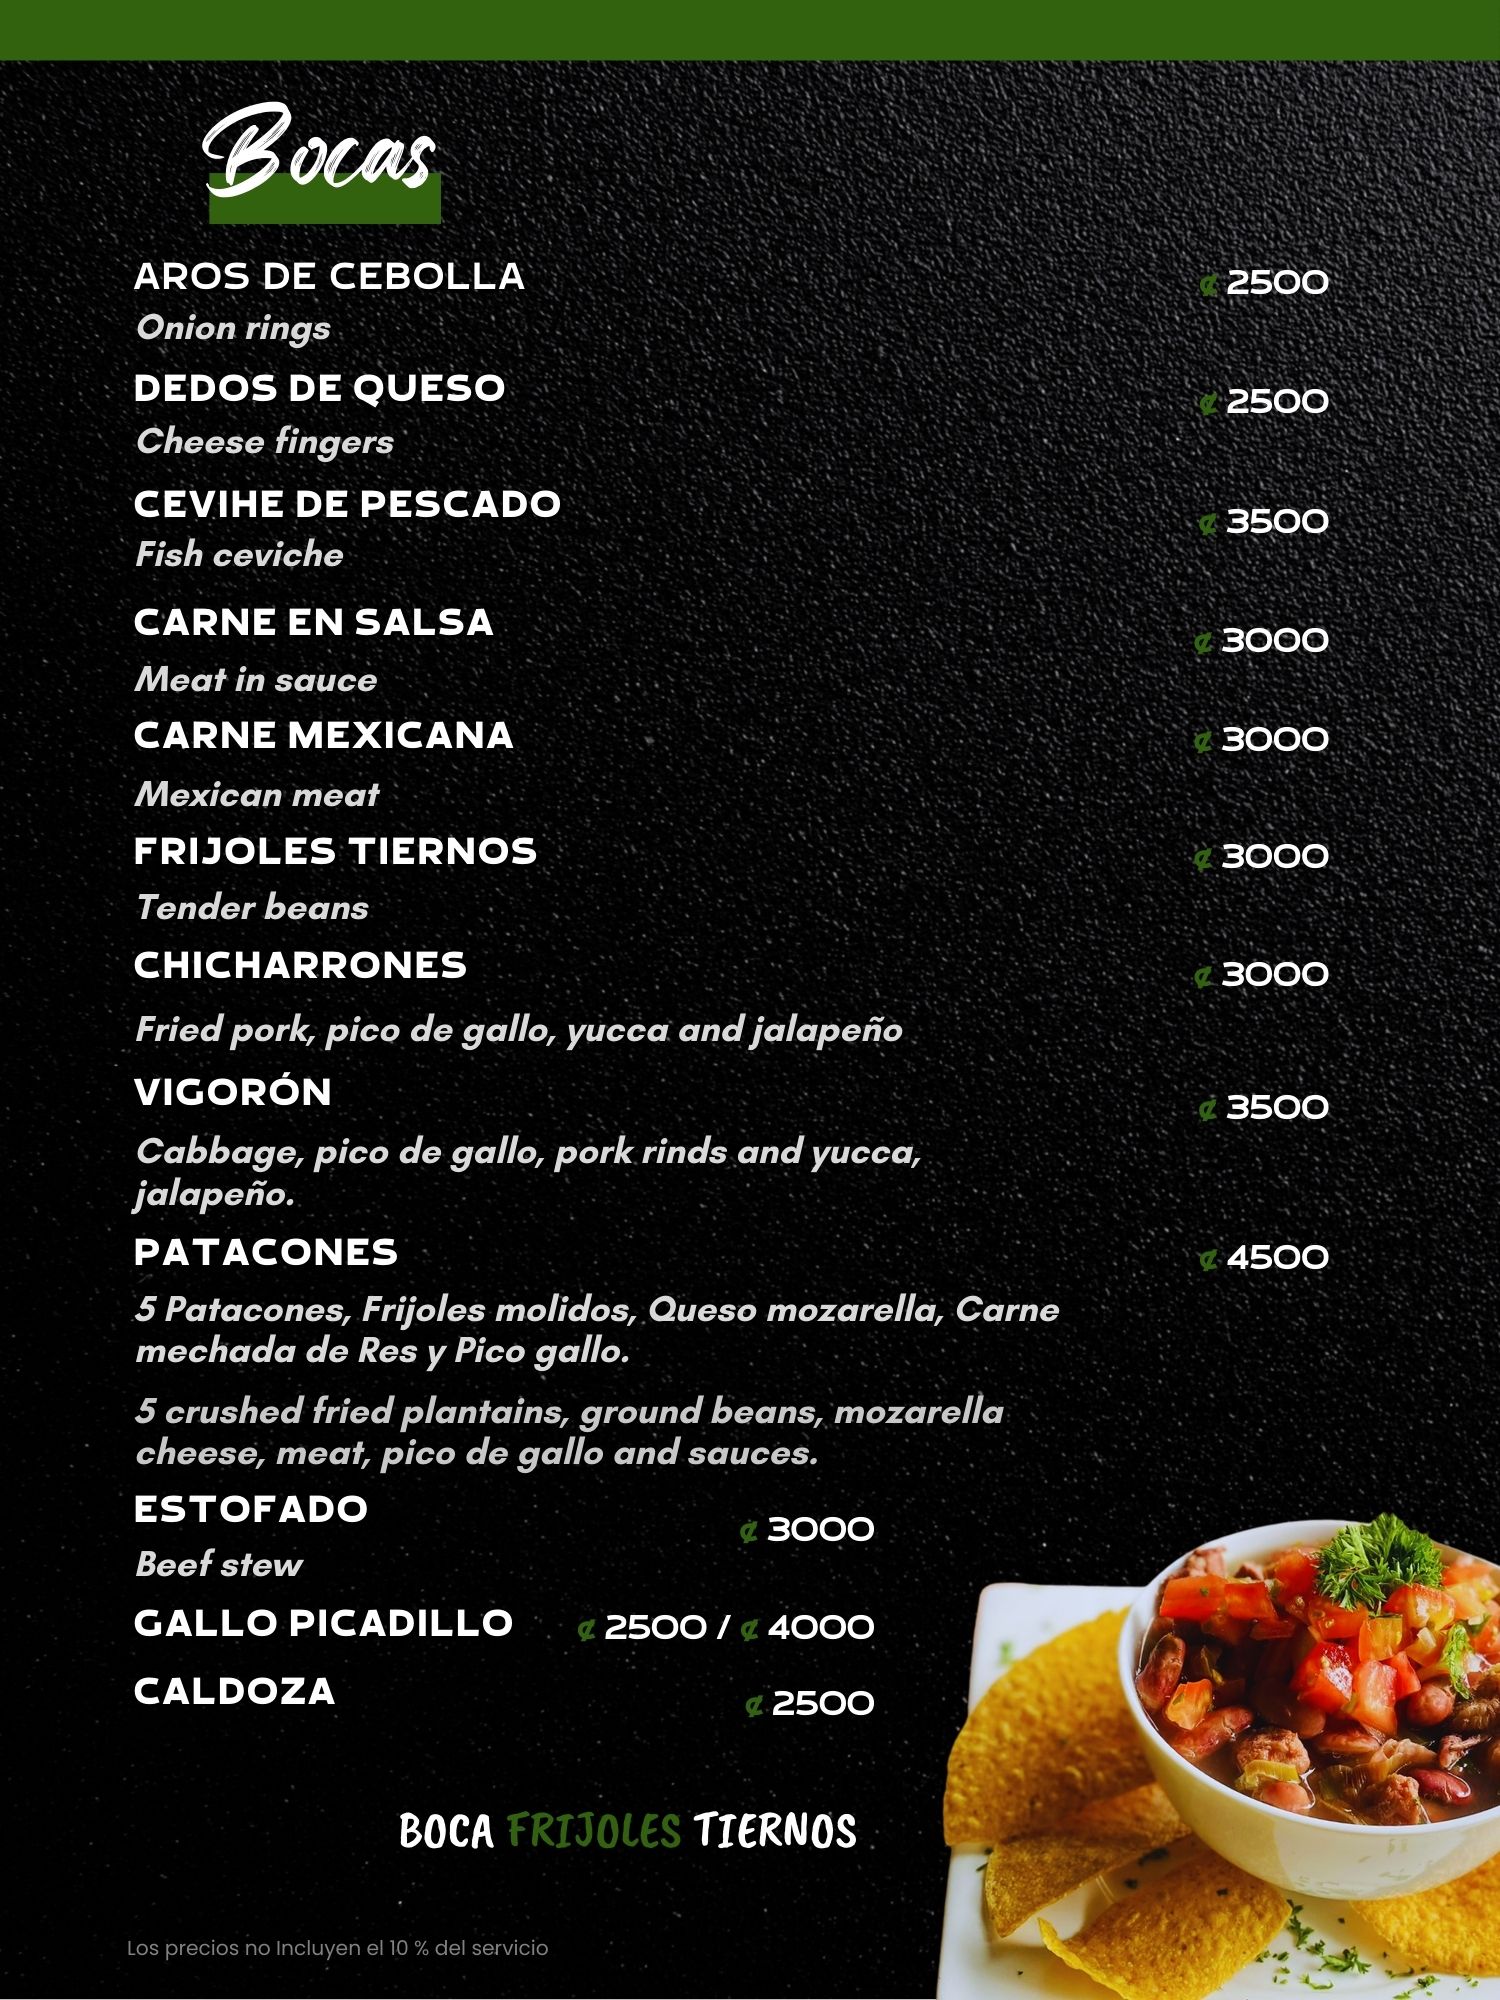 Bocas
AROS DE CEBOLLA ₡ 2500
Onion rings
DEDOS DE QUESO ₡ 2500
Cheese fingers
CEVIHE DE PESCADO ₡ 3500
Fish ceviche
CARNE EN SALSA ₡ 3000
Meat in sauce
CARNE MEXICANA ₡ 3000
Mexican meat
FRIJOLES TIERNOS ₡ 3000
Tender beans
CHICHARRONES ₡ 3000
Fried pork, pico de gallo, yucca and jalapeño
VIGORÓN ₡ 3500
Cabbage, pico de gallo, pork rinds and yucca,
jalapeño.
PATACONES ₡ 4500
5 Patacones, Frijoles molidos, Queso mozarella, Carne
mechada de Res y Pico gallo.
5 crushed fried plantains, ground beans, mozarella
cheese, meat, pico de gallo and sauces.
ESTOFADO ₡ 3000
Beef stew
GALLO PICADILLO ₡ 2500 / ₡ 4000
CALDOZA ₡ 2500
BOCA FRIJOLES TIERNOS
Los precios no Incluyen el 10 % del servicio